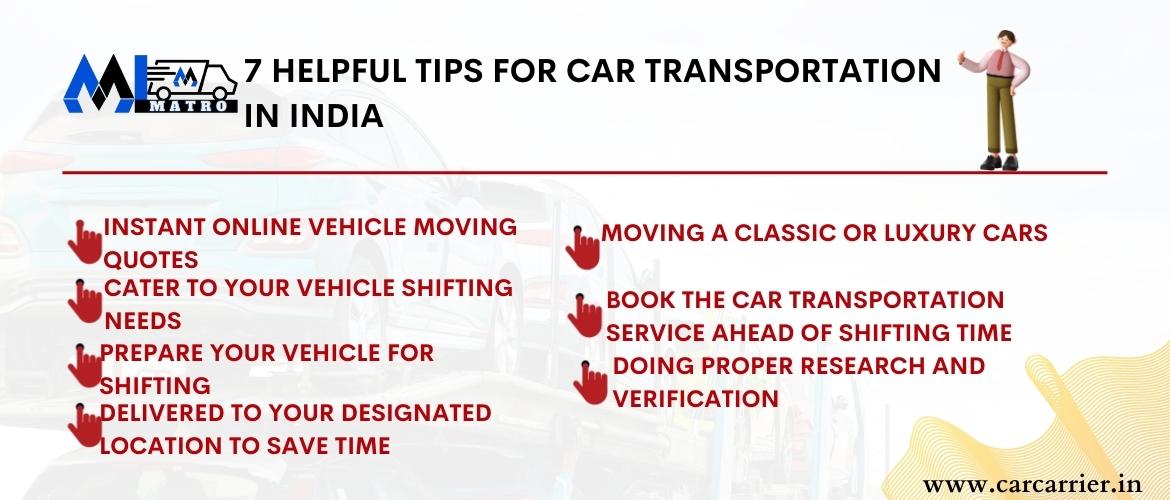 MATRO
7 HELPFUL TIPS FOR CAR TRANSPORTATION
IN INDIA
INSTANT ONLINE VEHICLE MOVING
QUOTES
CATER TO YOUR VEHICLE SHIFTING
NEEDS
PREPARE YOUR VEHICLE FOR
SHIFTING
DELIVERED TO YOUR DESIGNATED
LOCATION TO SAVE TIME
MOVING A CLASSIC OR LUXURY CARS
BOOK THE CAR TRANSPORTATION
SERVICE AHEAD OF SHIFTING TIME
DOING PROPER RESEARCH AND
VERIFICATION
www.carcarrier.in